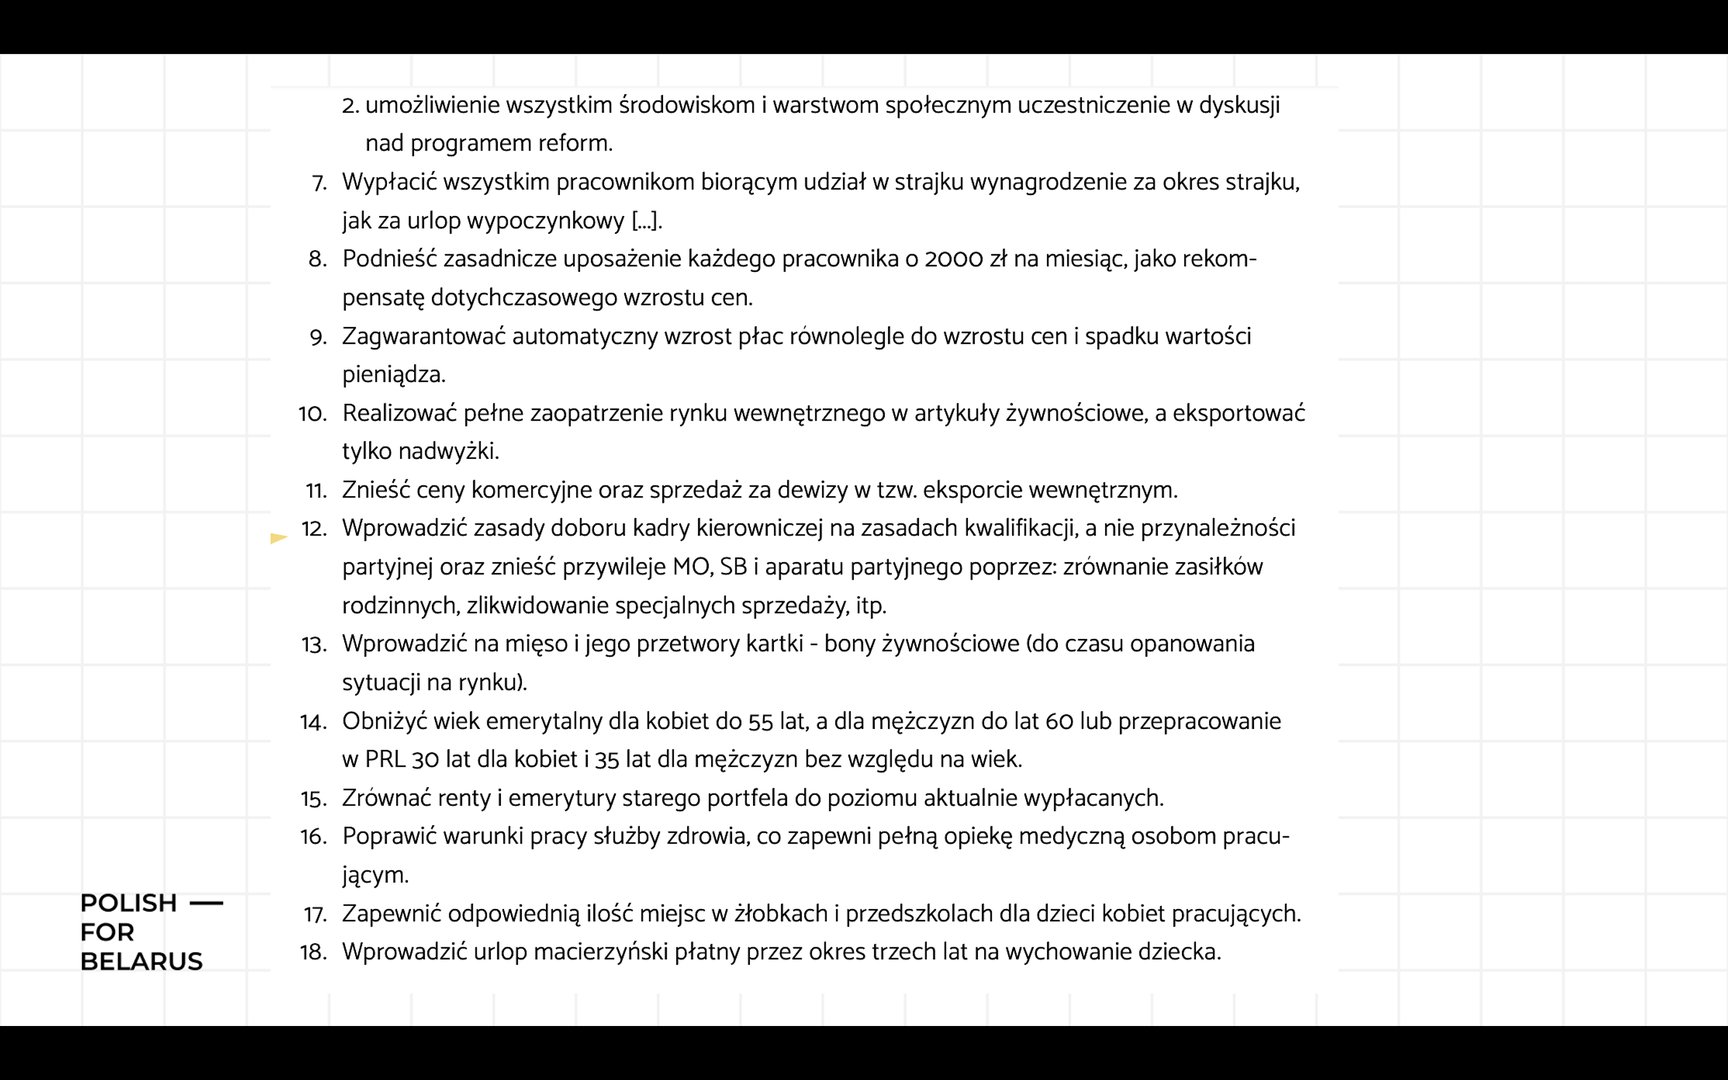 2. umożliwienie wszystkim środowiskom i warstwom społecznym uczestniczenie w dyskusji
nad programem reform.
7. Wypłacić wszystkim pracownikom biorącym udział w strajku wynagrodzenie za okres strajku,
jak za urlop wypoczynkowy [...].
8. Podnieść zasadnicze uposażenie każdego pracownika o 2000 zł na miesiąc, jako rekom-
pensatę dotychczasowego wzrostu cen.
9. Zagwarantować automatyczny wzrost płac równolegle do wzrostu cen i spadku wartości
pieniądza.
10. Realizować pełne zaopatrzenie rynku wewnętrznego w artykuły żywnościowe, a eksportować
tylko nadwyżki.
11. Znieść ceny komercyjne oraz sprzedaż za dewizy w tzw. eksporcie wewnętrznym.
12. Wprowadzić zasady doboru kadry kierowniczej na zasadach kwalifikacji, a nie przynależności
partyjnej oraz znieść przywileje MO, SB i aparatu partyjnego poprzez: zrównanie zasiłków
rodzinnych, zlikwidowanie specjalnych sprzedaży, itp.
13. Wprowadzić na mięso i jego przetwory kartki - bony żywnościowe (do czasu opanowania
sytuacji na rynku).
14. Obniżyć wiek emerytalny dla kobiet do 55 lat, a dla mężczyzn do lat 60 lub przepracowanie
w PRL 30 lat dla kobiet i 35 lat dla mężczyzn bez względu na wiek.
15. Zrównać renty i emerytury starego portfela do poziomu aktualnie wypłacanych.
16. Poprawić warunki pracy służby zdrowia, co zapewni pełną opiekę medyczną osobom pracu-
jącym.
17. Zapewnić odpowiednią ilość miejsc w żłobkach i przedszkolach dla dzieci kobiet pracujących.
18. Wprowadzić urlop macierzyński płatny przez okres trzech lat na wychowanie dziecka.
POLISH —
FOR
BELARUS